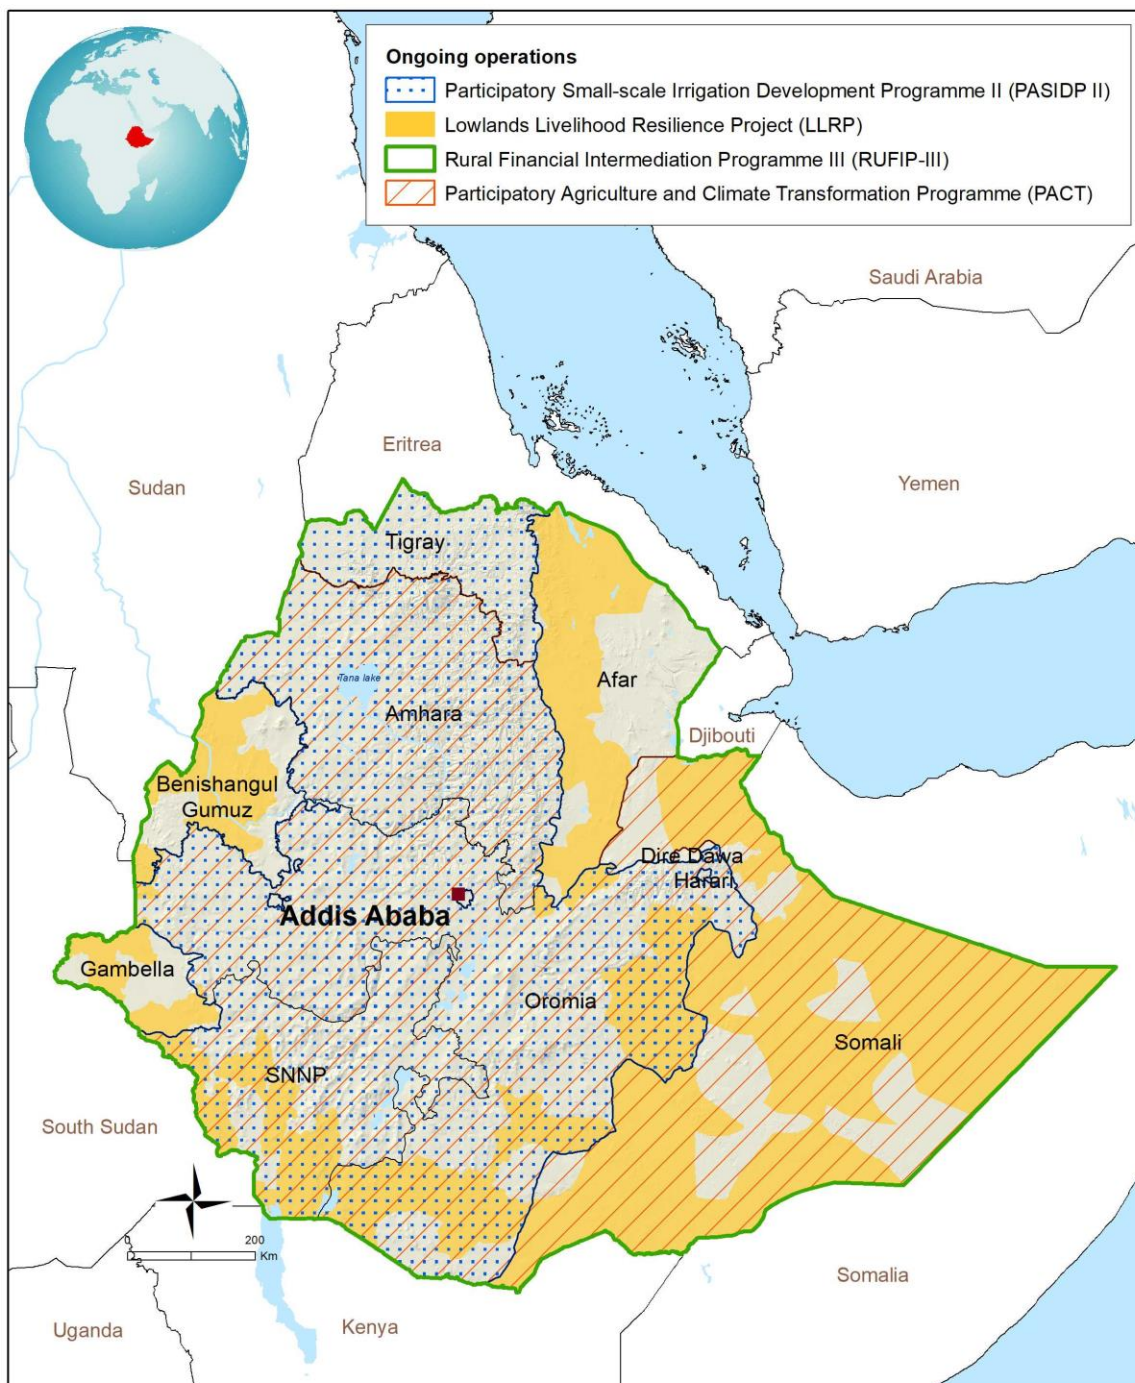 Ongoing operations
Participatory Small-scale Irrigation Development Programme II (PASIDP II)
Lowlands Livelihood Resilience Project (LLRP)
Rural Financial Intermediation Programme III (RUFIP-III)
Participatory Agriculture and Climate Transformation Programme (PACT)
Saudi Arabia
Eritrea
Sudan
Yemen
Tigray
Tana lake
Afar
Amhara
Djibouti
Benishangul
Gumuz
Dire Dawa
Harari
Addis Ababa
Gambella
Oromia
Somali
SNNP
South Sudan
0 200
Km
Somalia
Uganda
Kenya